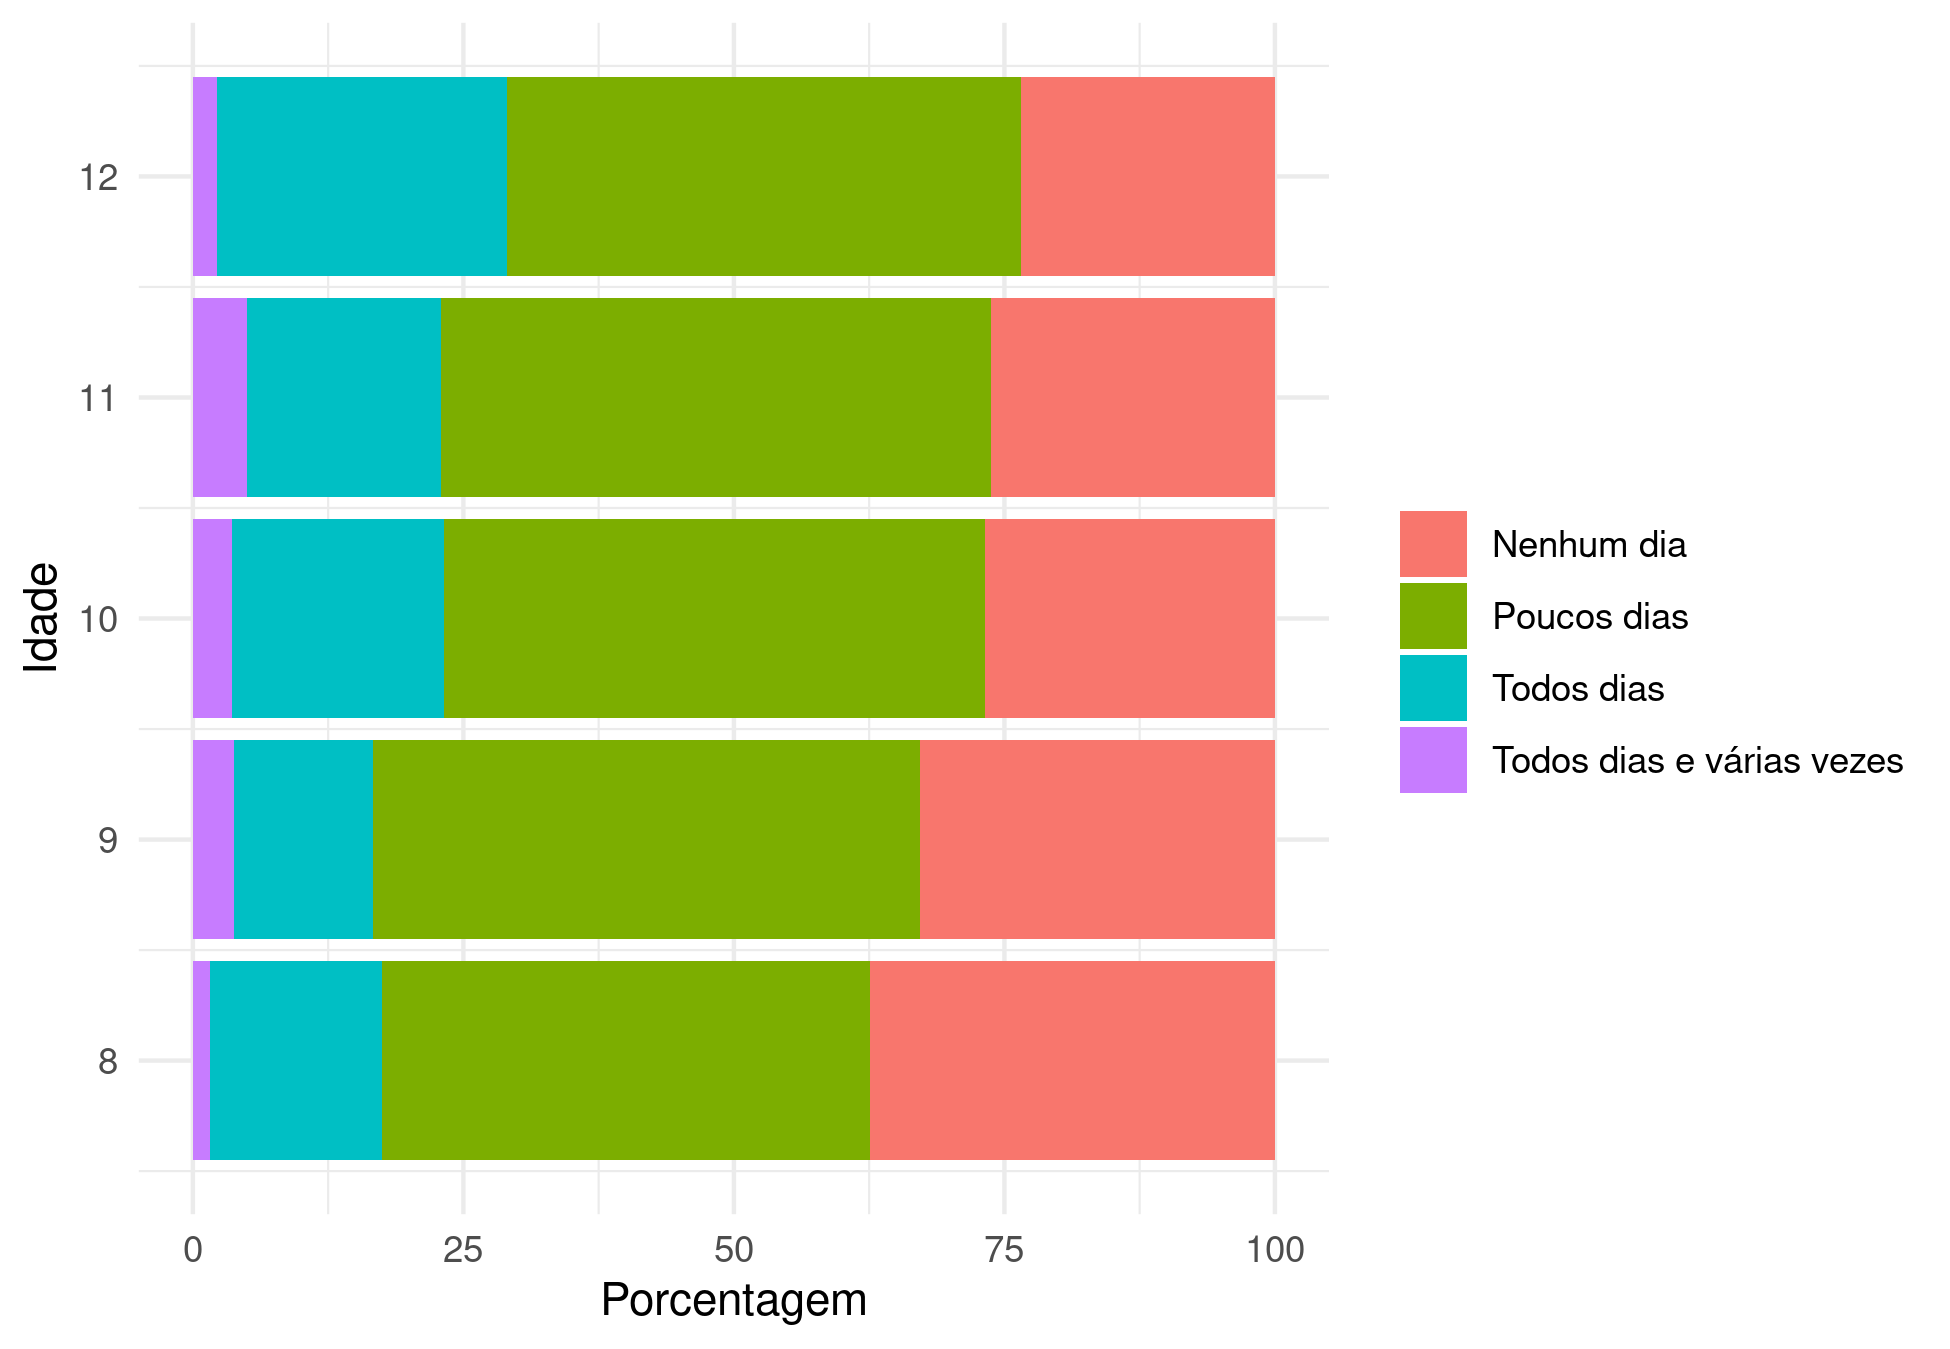 12
11
10
9
8
Idade
0 25 50 75 100
Porcentagem
Nenhum dia
Poucos dias
Todos dias
Todos dias e várias vezes